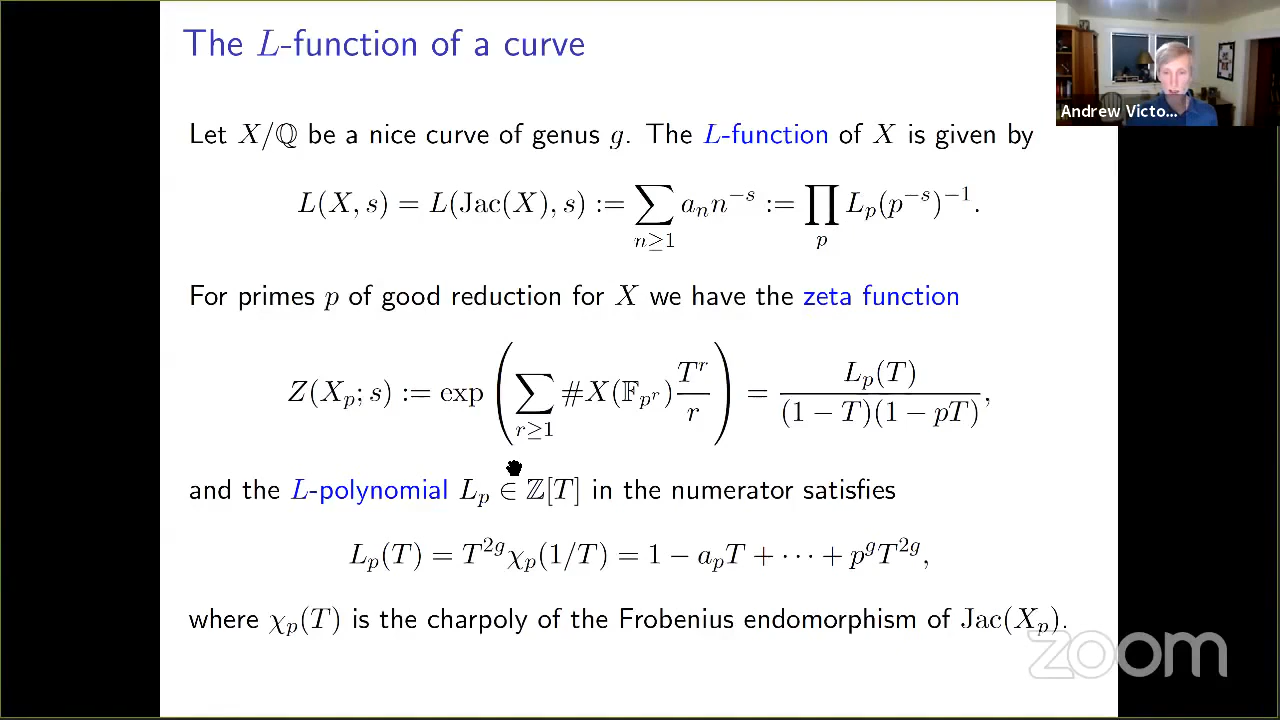 The L-function of a curve
Andrew Victo...
Let X/ℚ be a nice curve of genus g. The L-function of X is given by
L(X, s) = L(Jac(X), s) := ∑_{n≥1} a_n n^{−s} := ∏_p L_p(p^{−s})^{−1}.
For primes p of good reduction for X we have the zeta function
Z(X_p; s) := exp(∑_{r≥1} #X(𝔽_{p^r}) T^r/r) = L_p(T)/((1 − T)(1 − pT)),
and the L-polynomial L_p ∈ ℤ[T] in the numerator satisfies
L_p(T) = T^{2g} χ_p(1/T) = 1 − a_p T + ⋯ + p^g T^{2g},
where χ_p(T) is the charpoly of the Frobenius endomorphism of Jac(X_p).
zoom